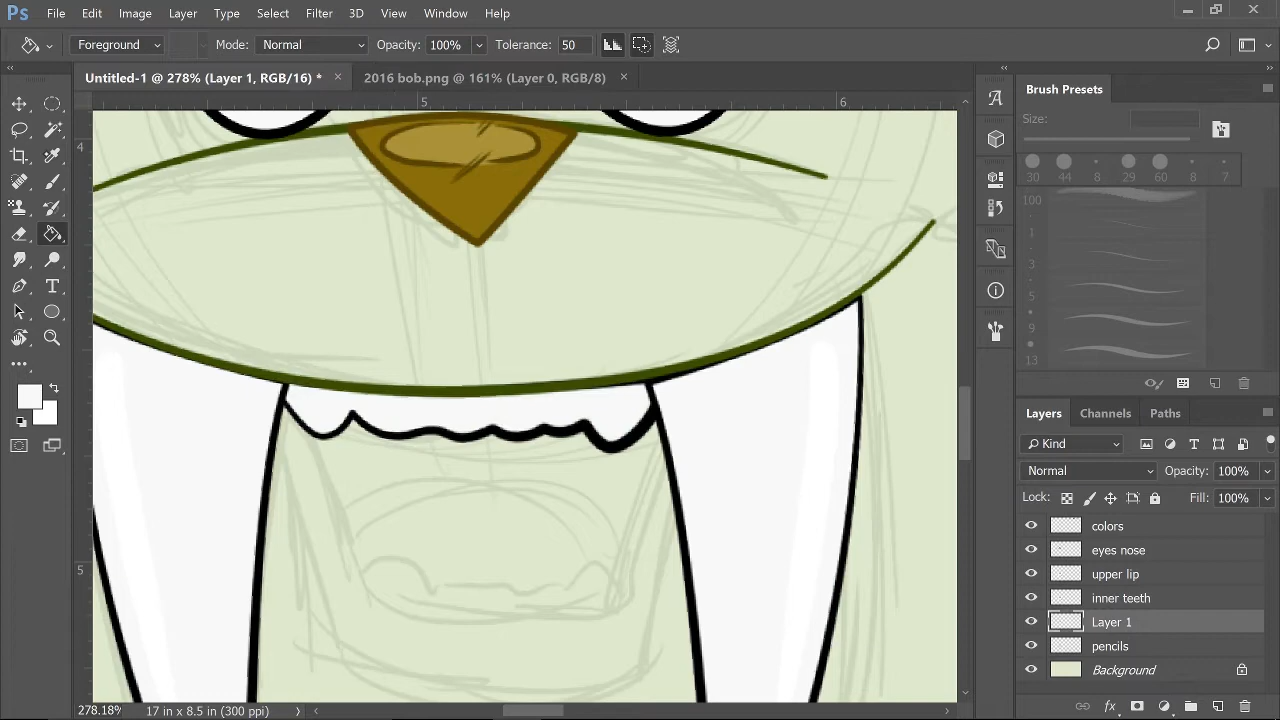 Ps File Edit Image Layer Type Select Filter 3D View Window Help
Foreground Mode: Normal Opacity: 100% Tolerance: 50
Untitled-1 @ 278% (Layer 1, RGB/16) * × 2016 bob.png @ 161% (Layer 0, RGB/8) ×
5 6
4
5
Brush Presets
Size:
30 44 8 29 60 8 7
100
1
3
5
9
13
Layers Channels Paths
Kind
Normal Opacity: 100%
Lock: Fill: 100%
colors
eyes nose
upper lip
inner teeth
Layer 1
pencils
Background
278.18% 17 in x 8.5 in (300 ppi)